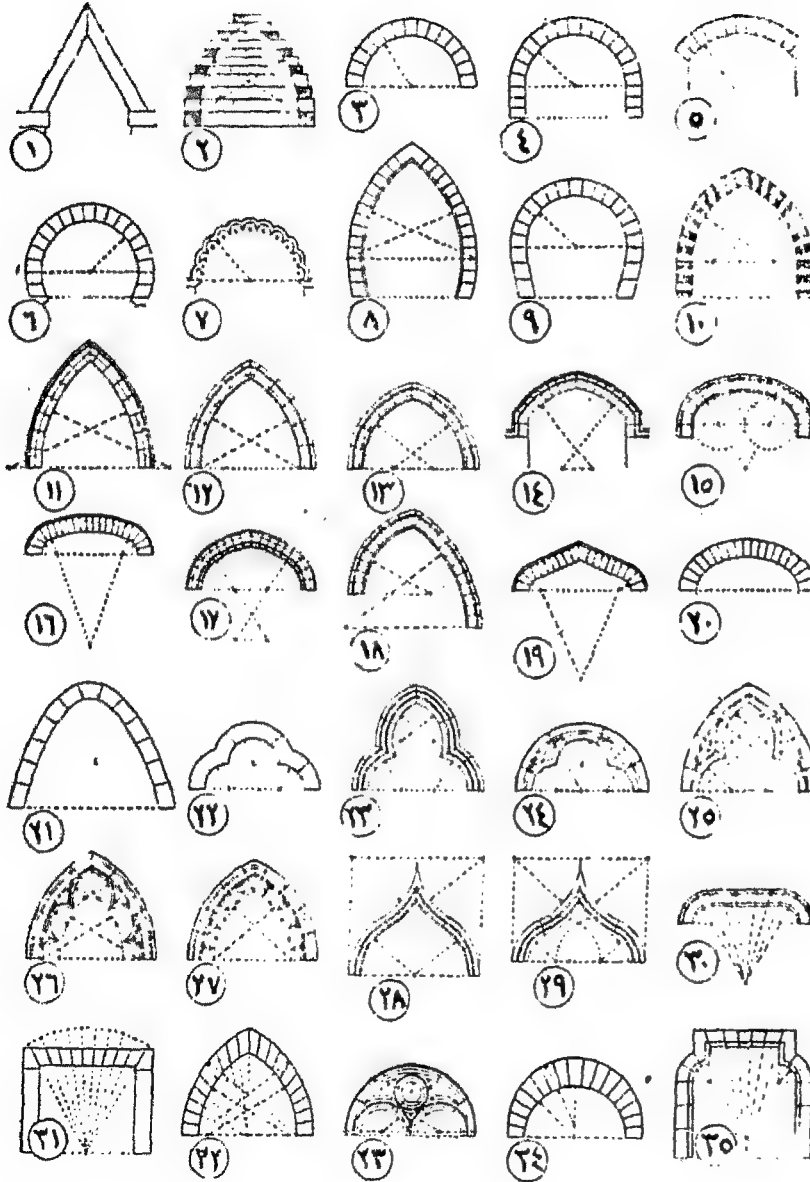 ١ ٢ ٣ ٤ ٥
٦ ٧ ٨ ٩ ١٠
١١ ١٢ ١٣ ١٤ ١٥
١٦ ١٧ ١٨ ١٩ ٢٠
٢١ ٢٢ ٢٣ ٢٤ ٢٥
٢٦ ٢٧ ٢٨ ٢٩ ٣٠
٣١ ٣٢ ٣٣ ٣٤ ٣٥